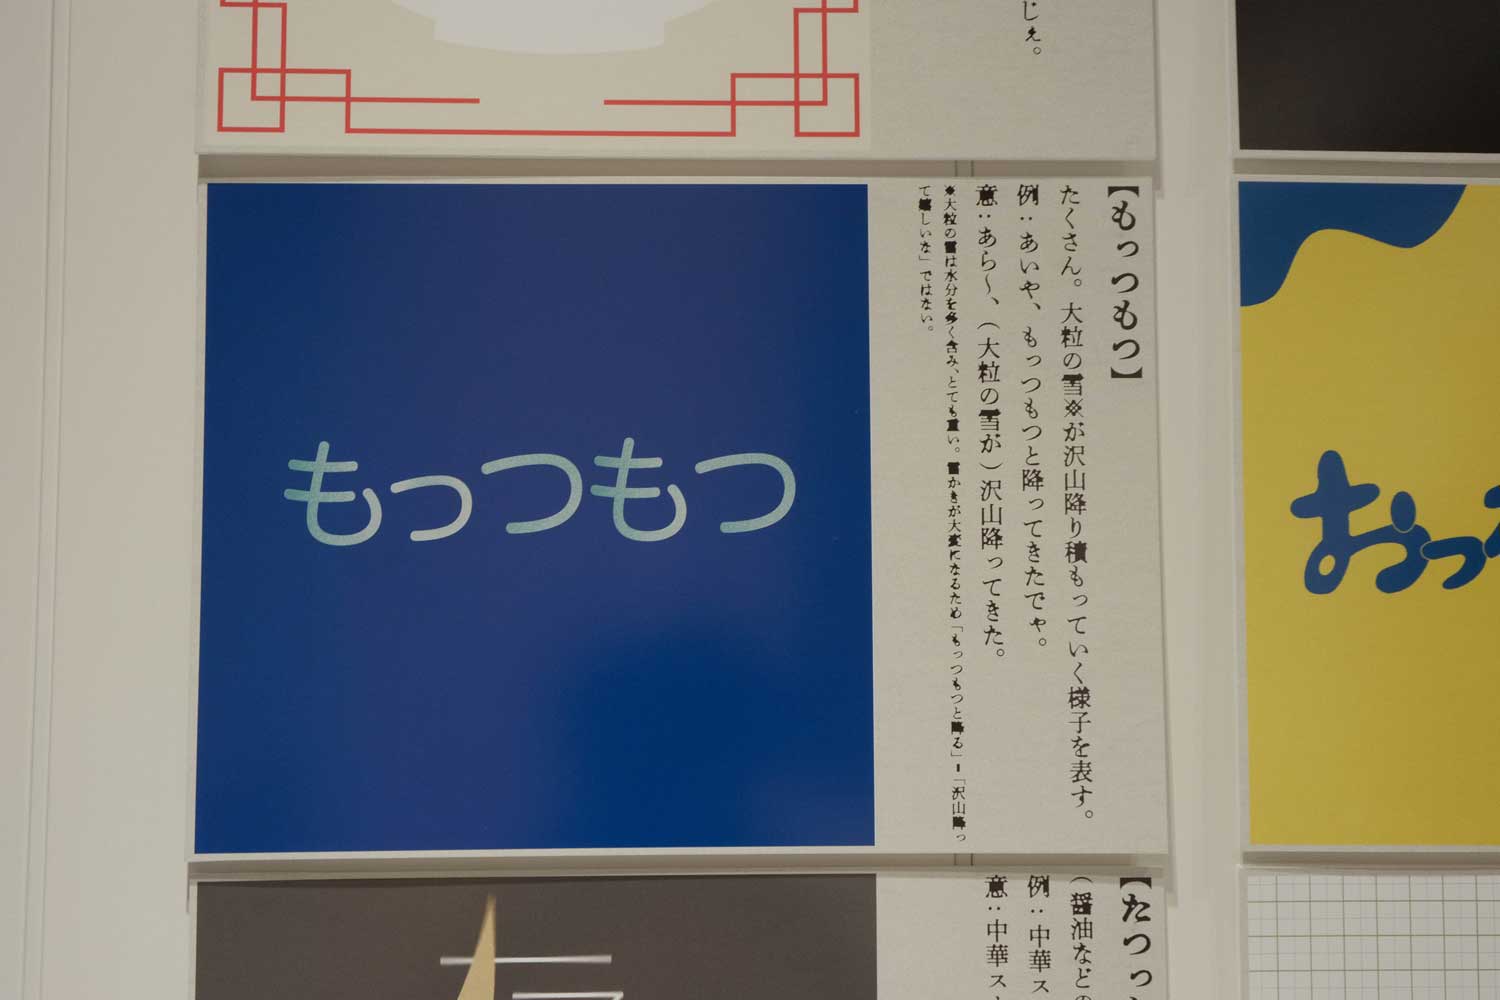 じぇ。
もっつもつ
【もっつもつ】
たくさん。大粒の雪※が沢山降り積もっていく様子を表す。
例：あいや、もっつもつと降ってきたでゃ。
意：あら〜、（大粒の雪が）沢山降ってきた。
※大粒の雪は水分を多く含み、とても重い。雪かきが大変になるため「もっつもつと降る」＝「沢山降っ
て嬉しいな」ではない。
おっ
【たつっ
（醤油などの
例：中華ス
意：中華ス